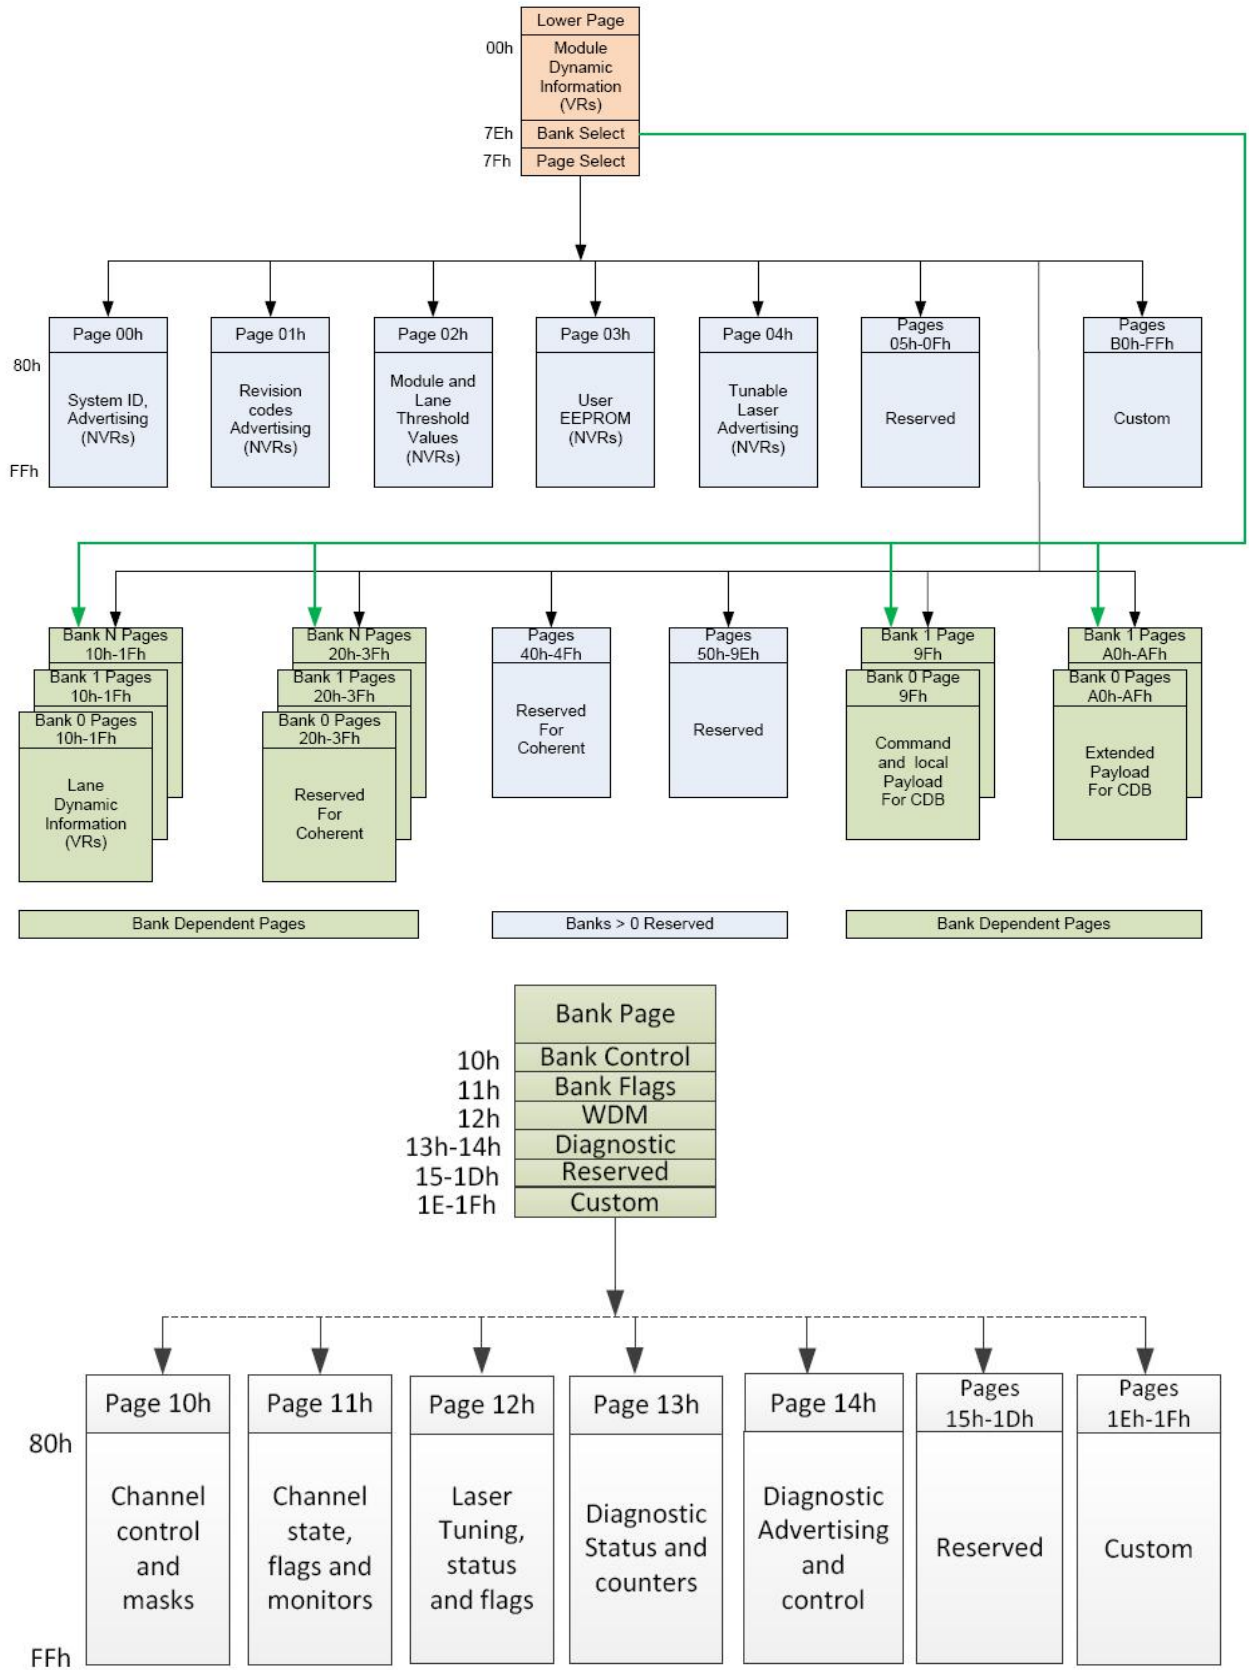 Lower Page
00h
Module
Dynamic
Information
(VRs)
7Eh
Bank Select
7Fh
Page Select
Page 00h
Page 01h
Page 02h
Page 03h
Page 04h
Pages
05h-0Fh
Pages
B0h-FFh
80h
System ID,
Advertising
(NVRs)
Revision
codes
Advertising
(NVRs)
Module and
Lane
Threshold
Values
(NVRs)
User
EEPROM
(NVRs)
Tunable
Laser
Advertising
(NVRs)
Reserved
Custom
FFh
Bank N Pages
10h-1Fh
Bank 1 Pages
10h-1Fh
Bank 0 Pages
10h-1Fh
Lane
Dynamic
Information
(VRs)
Bank N Pages
20h-3Fh
Bank 1 Pages
20h-3Fh
Bank 0 Pages
20h-3Fh
Reserved
For
Coherent
Pages
40h-4Fh
Reserved
For
Coherent
Pages
50h-9Eh
Reserved
Bank 1 Page
9Fh
Bank 0 Page
9Fh
Command
and local
Payload
For CDB
Bank 1 Pages
A0h-AFh
Bank 0 Pages
A0h-AFh
Extended
Payload
For CDB
Bank Dependent Pages
Banks > 0 Reserved
Bank Dependent Pages
Bank Page
10h
Bank Control
11h
Bank Flags
12h
WDM
13h-14h
Diagnostic
15-1Dh
Reserved
1E-1Fh
Custom
Page 10h
Page 11h
Page 12h
Page 13h
Page 14h
Pages
15h-1Dh
Pages
1Eh-1Fh
80h
Channel
control
and
masks
Channel
state,
flags and
monitors
Laser
Tuning,
status
and flags
Diagnostic
Status and
counters
Diagnostic
Advertising
and
control
Reserved
Custom
FFh